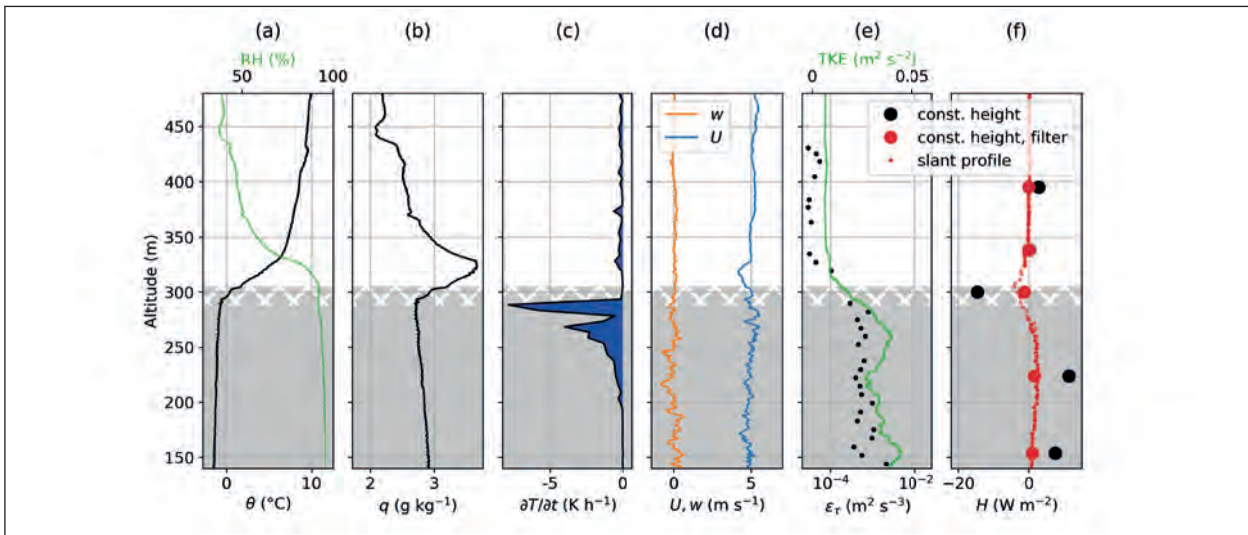 (a) (b) (c) (d) (e) (f)
RH (%) TKE (m² s⁻²)
50 100 0 0.05
Altitude (m)
450
400
350
300
250
200
150
w
U
const. height
const. height, filter
slant profile
0 10 2 3 -5 0 0 5 10⁻⁴ 10⁻² -20 0
θ (°C) q (g kg⁻¹) ∂T/∂t (K h⁻¹) U, w (m s⁻¹) ε_τ (m² s⁻³) H (W m⁻²)